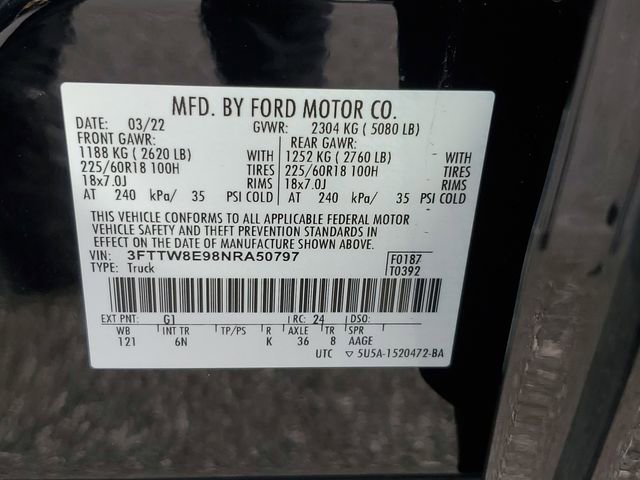 MFD. BY FORD MOTOR CO.
DATE: 03/22 GVWR: 2304 KG ( 5080 LB)
FRONT GAWR: REAR GAWR:
1188 KG ( 2620 LB) WITH 1252 KG ( 2760 LB) WITH
225/60R18 100H TIRES 225/60R18 100H TIRES
18x7.0J RIMS 18x7.0J RIMS
AT 240 kPa/ 35 PSI COLD AT 240 kPa/ 35 PSI COLD
THIS VEHICLE CONFORMS TO ALL APPLICABLE FEDERAL MOTOR
VEHICLE SAFETY AND THEFT PREVENTION STANDARDS IN
EFFECT ON THE DATE OF MANUFACTURE SHOWN ABOVE.
VIN: 3FTTW8E98NRA50797 F0187
TYPE: Truck T0392
EXT PNT: G1 RC: 24 DSO:
WB INT TR TP/PS R AXLE TR SPR
121 6N K 36 8 AAGE
UTC ▽ 5U5A-1520472-BA